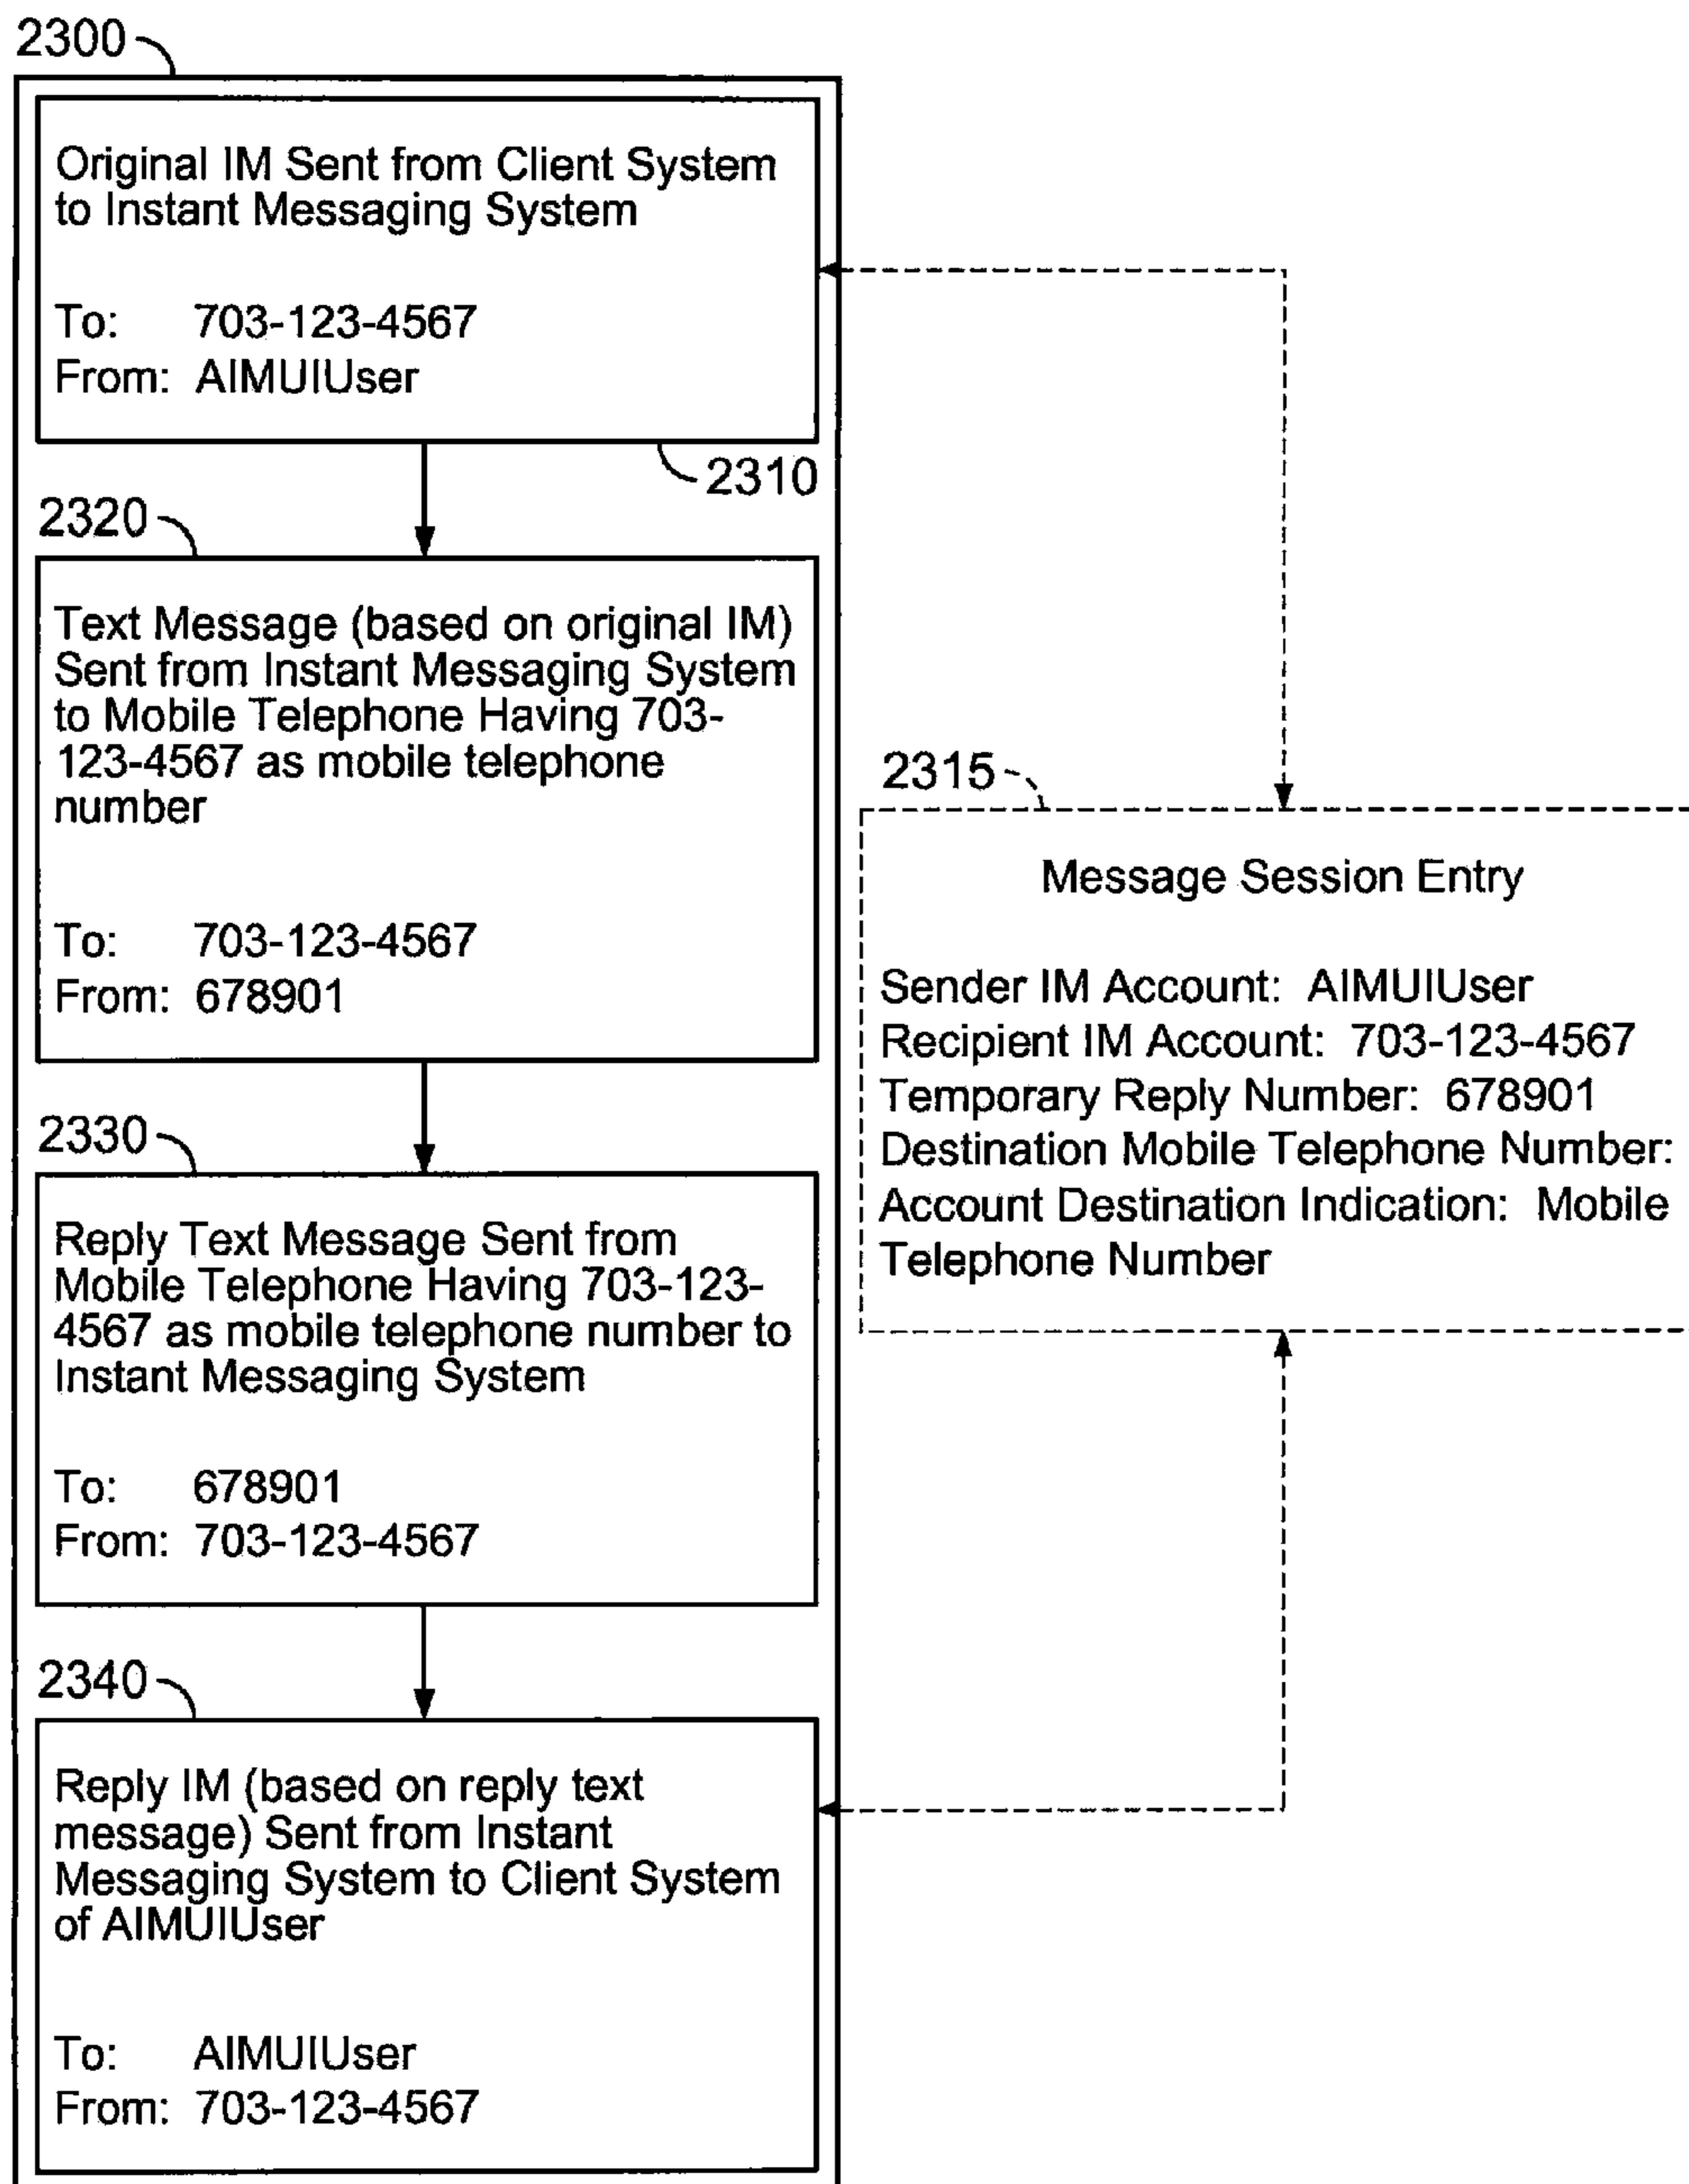 2300
Original IM Sent from Client System
to Instant Messaging System
To: 703-123-4567
From: AIMUIUser
2310
2320
Text Message (based on original IM)
Sent from Instant Messaging System
to Mobile Telephone Having 703-
123-4567 as mobile telephone
number
To: 703-123-4567
From: 678901
2315
Message Session Entry
Sender IM Account: AIMUIUser
Recipient IM Account: 703-123-4567
Temporary Reply Number: 678901
Destination Mobile Telephone Number:
Account Destination Indication: Mobile
Telephone Number
2330
Reply Text Message Sent from
Mobile Telephone Having 703-123-
4567 as mobile telephone number to
Instant Messaging System
To: 678901
From: 703-123-4567
2340
Reply IM (based on reply text
message) Sent from Instant
Messaging System to Client System
of AIMUIUser
To: AIMUIUser
From: 703-123-4567